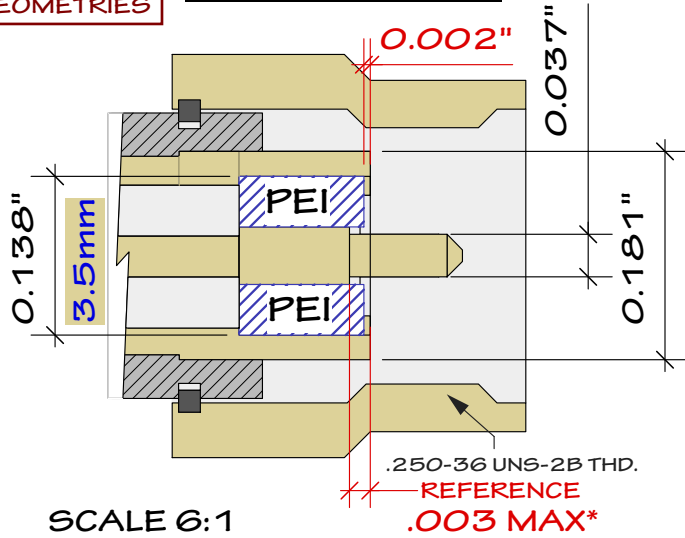 EOMETRIES
0.002"
0.037"
PEI
0.138"
3.5mm
0.181"
PEI
.250-36 UNS-2B THD.
REFERENCE
SCALE 6:1
.003 MAX*